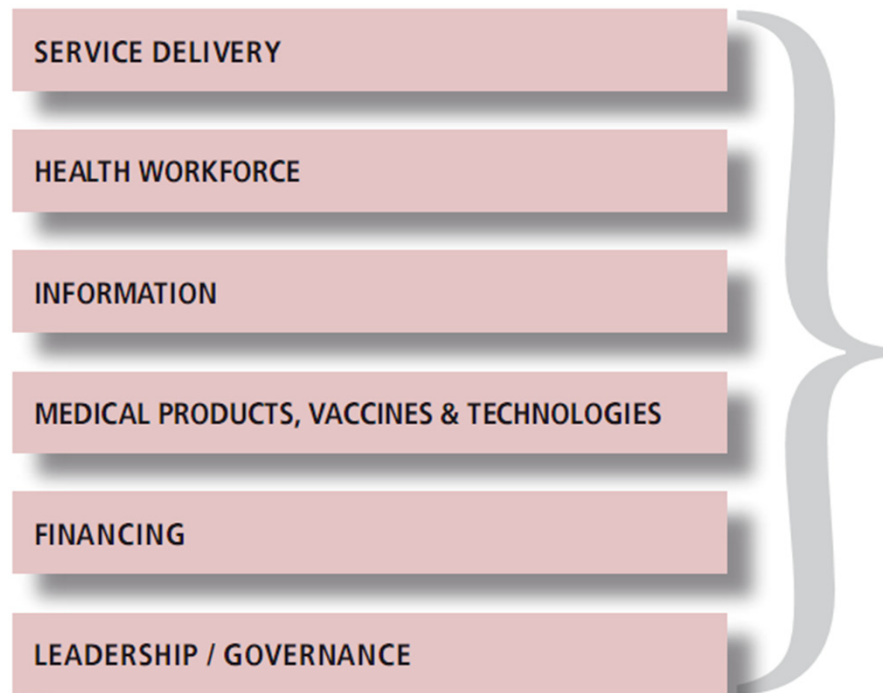 SERVICE DELIVERY
HEALTH WORKFORCE
INFORMATION
MEDICAL PRODUCTS, VACCINES & TECHNOLOGIES
FINANCING
LEADERSHIP / GOVERNANCE